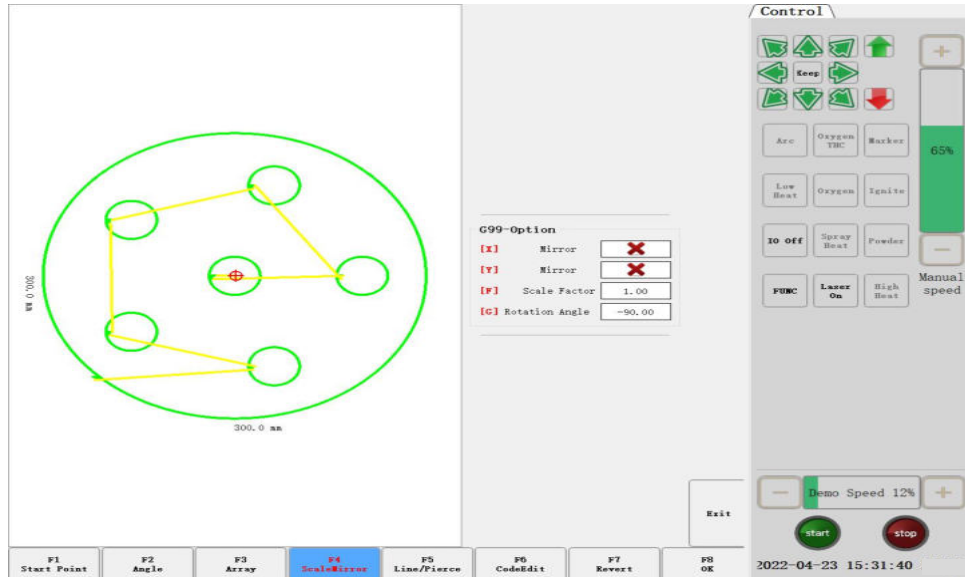 Control
Keep
Arc
Oxygen
THC
Marker
65%
Low
Heat
Oxygen
Ignite
IO Off
Spray
Heat
Powder
Manual
speed
FUNC
Laser
On
High
Heat
G99-Option
[X] Mirror
[Y] Mirror
[F] Scale Factor 1.00
[G] Rotation Angle -90.00
300.0 mm
300.0 mm
Exit
Demo Speed 12%
start
stop
F1
Start Point
F2
Angle
F3
Array
F4
ScaleMirror
F5
Line/Pierce
F6
CodeEdit
F7
Revert
F8
OK
2022-04-23 15:31:40